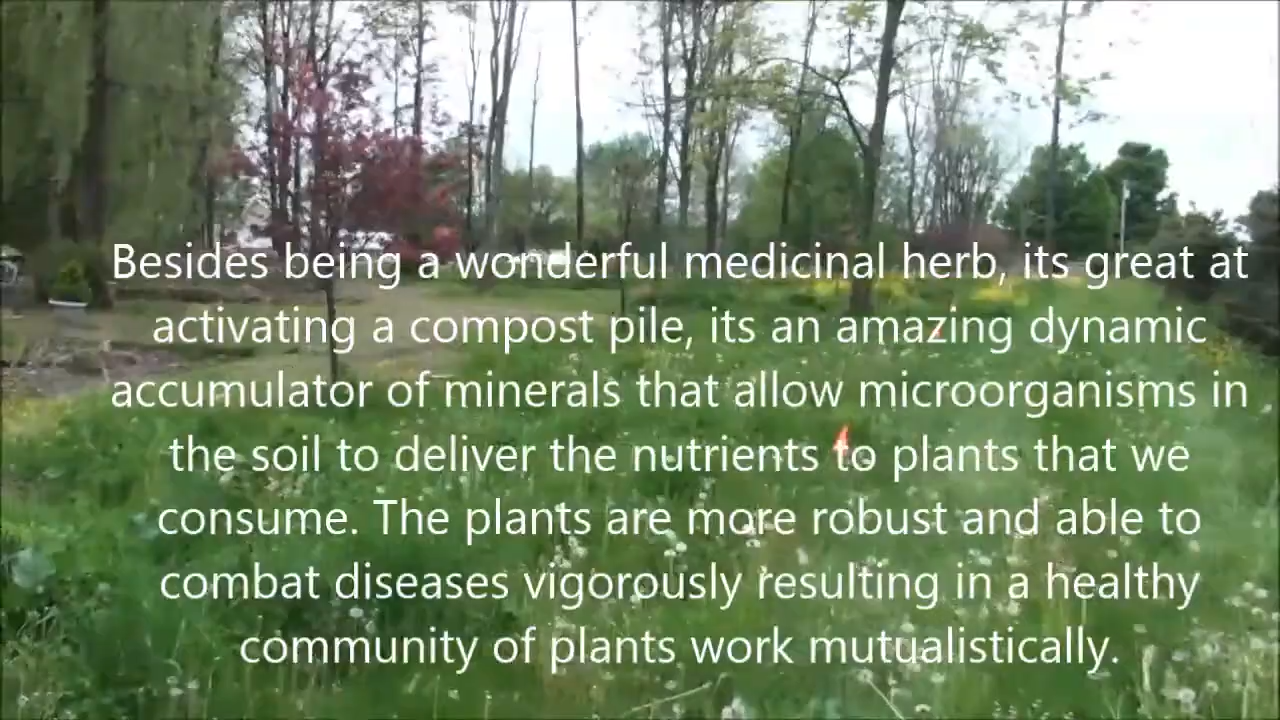 Besides being a wonderful medicinal herb, its great at
activating a compost pile, its an amazing dynamic
accumulator of minerals that allow microorganisms in
the soil to deliver the nutrients to plants that we
consume. The plants are more robust and able to
combat diseases vigorously resulting in a healthy
community of plants work mutualistically.